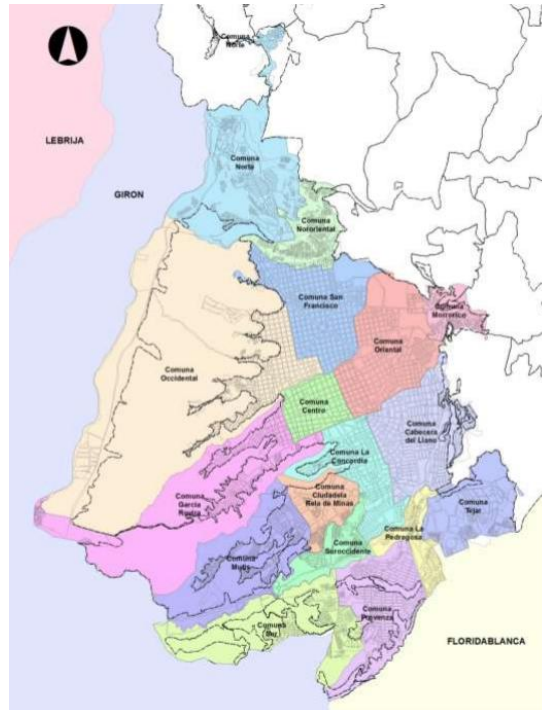 Comuna
Norte
LEBRIJA
Comuna
Norte
GIRON
Comuna
Nororiental
Comuna San
Francisco
Comuna
Morrorico
Comuna
Oriental
Comuna
Occidental
Comuna
Centro
Comuna
Cabecera
del Llano
Comuna La
Concordia
Comuna
Ciudadela
Real de Minas
Comuna
García
Rovira
Comuna
Tejar
Comuna La
Pedregosa
Comuna
Suroccidente
Comuna
Mutis
Comuna
Provenza
Comuna
Sur
FLORIDABLANCA